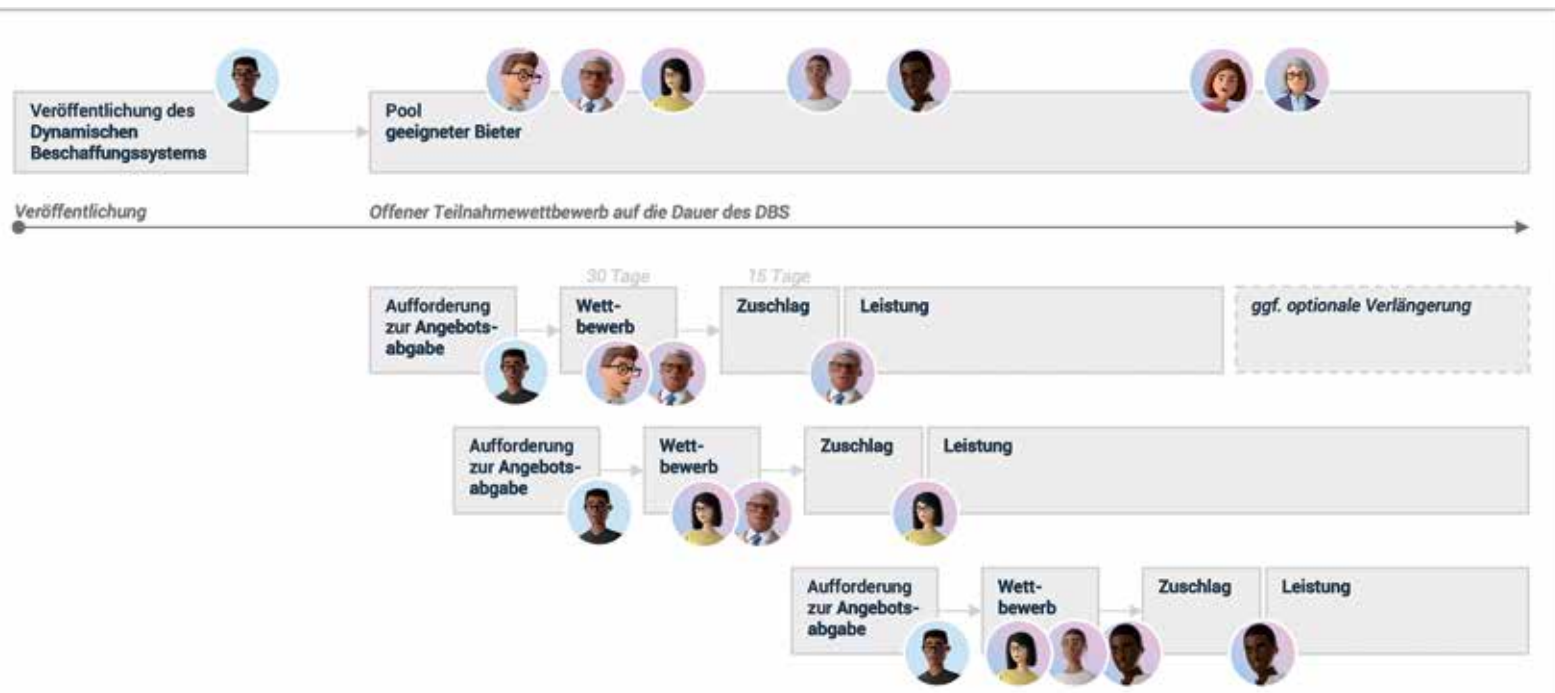 Veröffentlichung des
Dynamischen
Beschaffungssystems
Pool
geeigneter Bieter
Veröffentlichung
Offener Teilnahmewettbewerb auf die Dauer des DBS
30 Tage
15 Tage
Aufforderung
zur Angebots-
abgabe
Wett-
bewerb
Zuschlag
Leistung
ggf. optionale Verlängerung
Aufforderung
zur Angebots-
abgabe
Wett-
bewerb
Zuschlag
Leistung
Aufforderung
zur Angebots-
abgabe
Wett-
bewerb
Zuschlag
Leistung